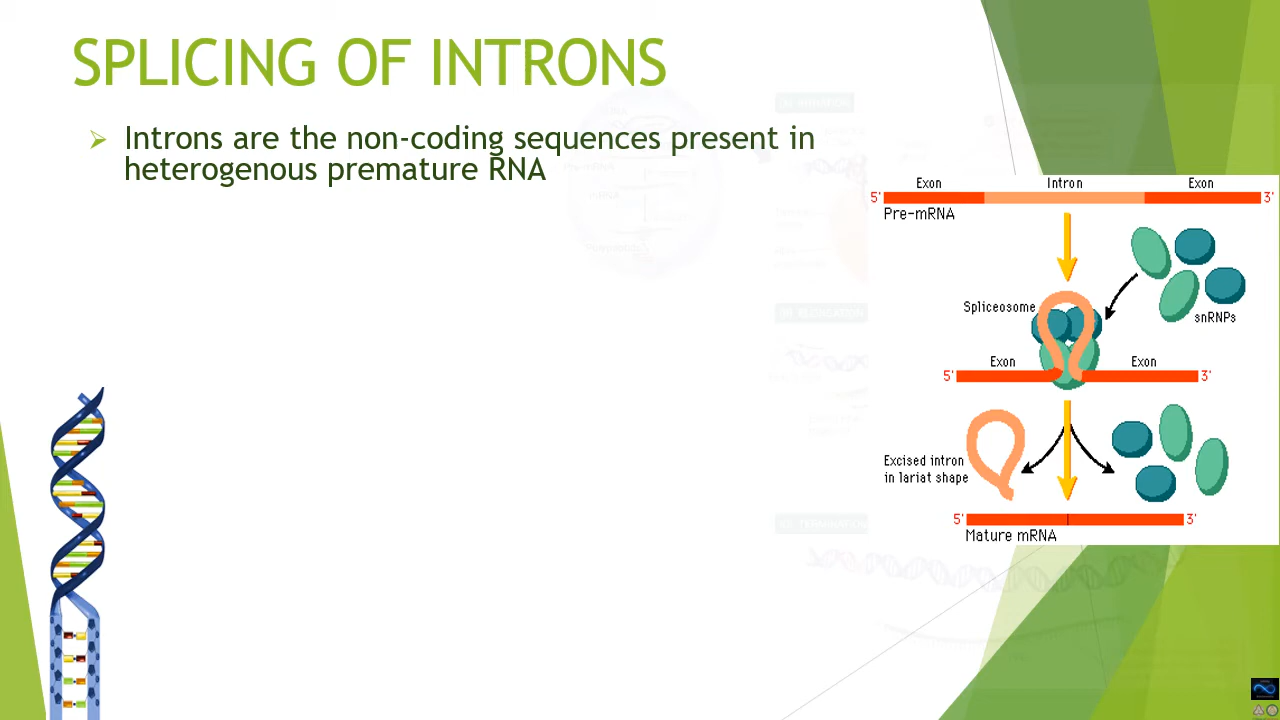 SPLICING OF INTRONS
Introns are the non-coding sequences present in
heterogenous premature RNA
Exon Intron Exon
5' 3'
Pre-mRNA
Spliceosome
snRNPs
Exon Exon
5' 3'
Excised intron
in lariat shape
5' 3'
Mature mRNA